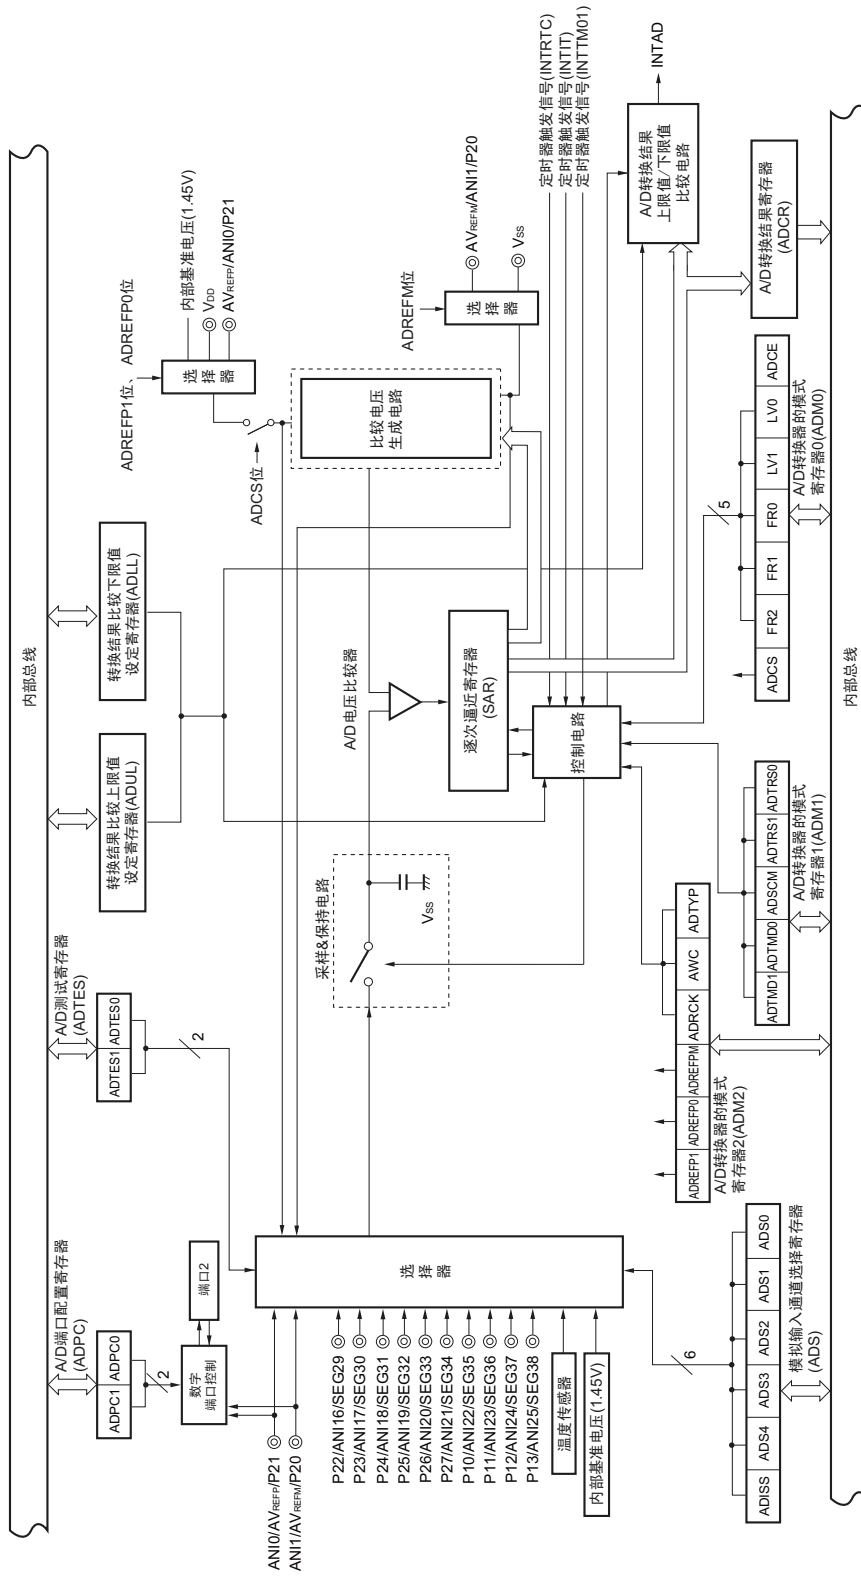 内部总线
A/D端口配置寄存器
(ADPC)
ADPC1
ADPC0
2
数字
端口控制
端口2
A/D测试寄存器
(ADTES)
ADTES1
ADTES0
2
转换结果比较上限值
设定寄存器(ADUL)
转换结果比较下限值
设定寄存器(ADLL)
ADREFP1位、ADREFP0位
内部基准电压(1.45V)
VDD
AVREFP/ANI0/P21
选择器
ADCS位
ANI0/AVREFP/P21
ANI1/AVREFM/P20
P22/ANI16/SEG29
P23/ANI17/SEG30
P24/ANI18/SEG31
P25/ANI19/SEG32
P26/ANI20/SEG33
P27/ANI21/SEG34
P10/ANI22/SEG35
P11/ANI23/SEG36
P12/ANI24/SEG37
P13/ANI25/SEG38
温度传感器
内部基准电压(1.45V)
选择器
采样&保持电路
VSS
A/D电压比较器
比较电压
生成电路
ADREFM位
选择器
AVREFM/ANI1/P20
VSS
逐次逼近寄存器
(SAR)
控制电路
定时器触发信号(INTRTC)
定时器触发信号(INTIT)
定时器触发信号(INTTM01)
A/D转换结果
上限值/下限值
比较电路
INTAD
A/D转换结果寄存器
(ADCR)
6
ADISS
ADS4
ADS3
ADS2
ADS1
ADS0
模拟输入通道选择寄存器
(ADS)
ADREFP1
ADREFP0
ADREFPM
ADRCK
AWC
ADTYP
A/D转换器的模式
寄存器2(ADM2)
ADTMD1
ADTMD0
ADSCM
ADTRS1
ADTRS0
A/D转换器的模式
寄存器1(ADM1)
5
ADCS
FR2
FR1
FR0
LV1
LV0
ADCE
A/D转换器的模式
寄存器0(ADM0)
内部总线